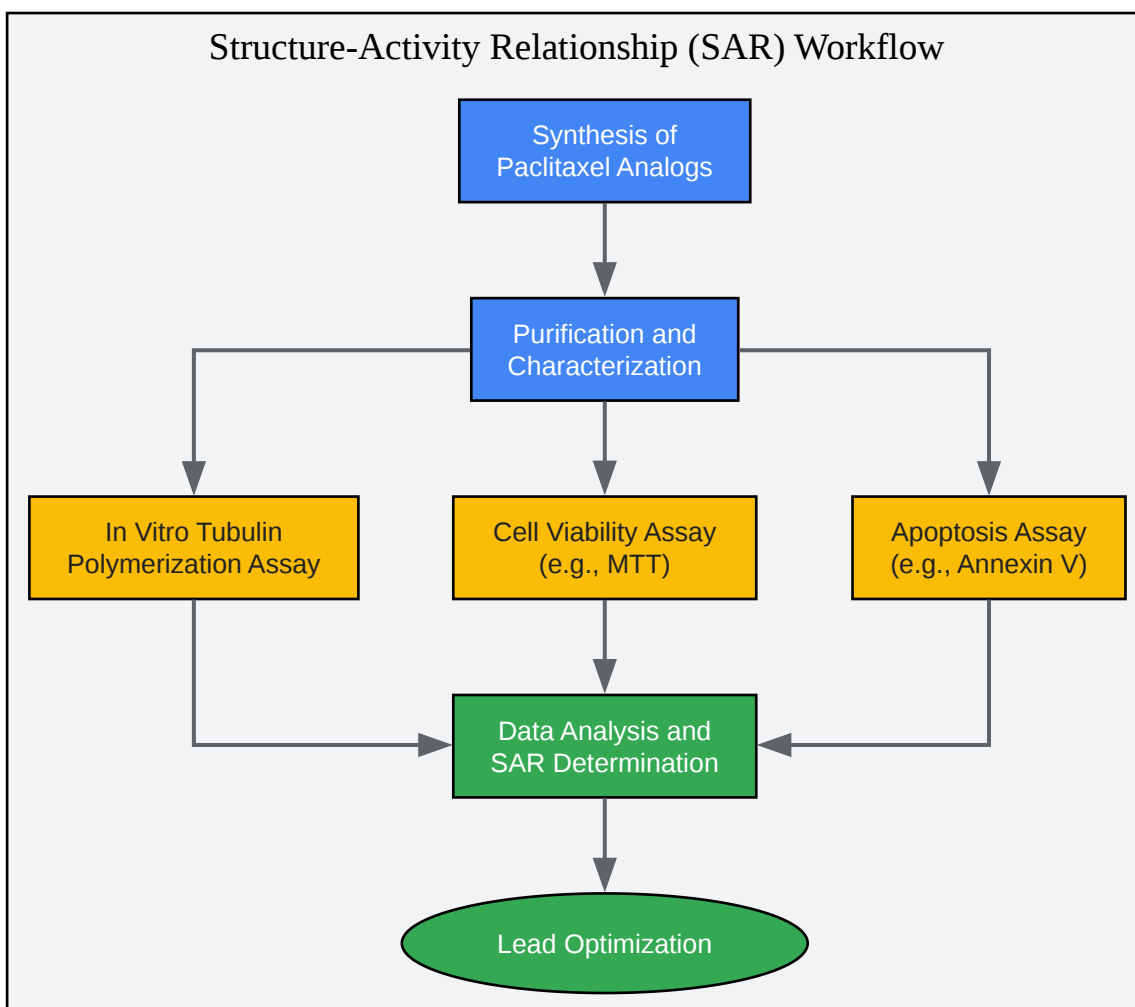 Structure-Activity Relationship (SAR) Workflow
Synthesis of
Paclitaxel Analogs
Purification and
Characterization
In Vitro Tubulin
Polymerization Assay
Cell Viability Assay
(e.g., MTT)
Apoptosis Assay
(e.g., Annexin V)
Data Analysis and
SAR Determination
Lead Optimization